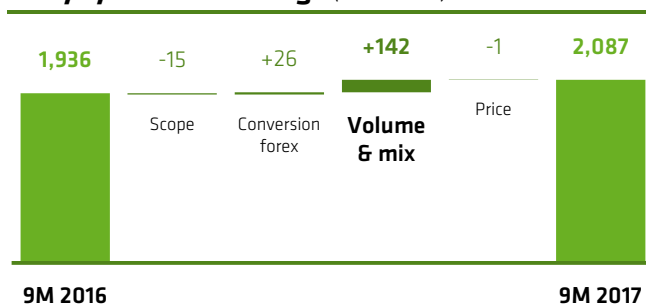 1,936
-15
+26
+142
-1
2,087
Scope
Conversion
forex
Volume
& mix
Price
9M 2016
9M 2017